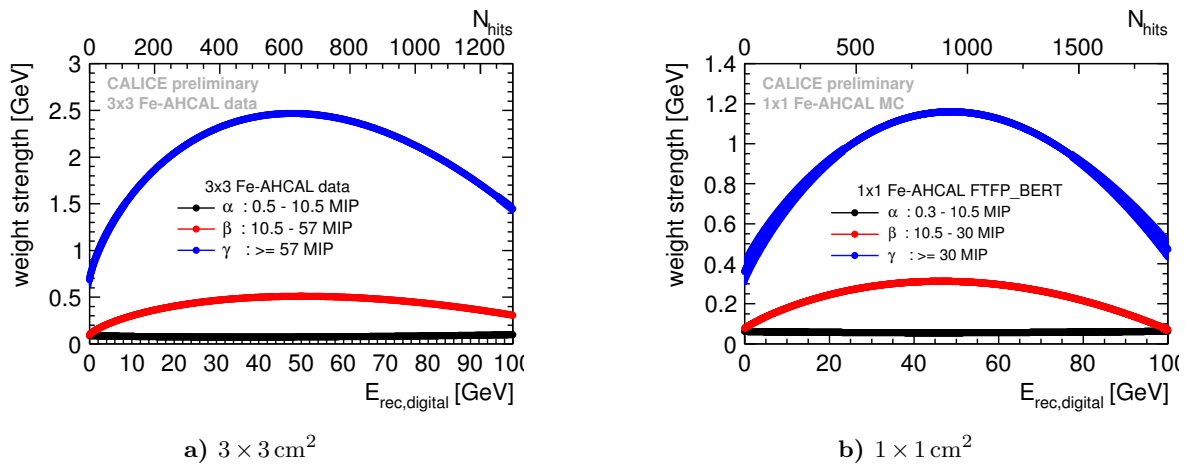 N_hits
0 200 400 600 800 1000 1200
3
2.5
2
1.5
1
0.5
0
weight strength [GeV]
CALICE preliminary
3x3 Fe-AHCAL data
3x3 Fe-AHCAL data
α : 0.5 - 10.5 MIP
β : 10.5 - 57 MIP
γ : >= 57 MIP
0 10 20 30 40 50 60 70 80 90 100
E_rec,digital [GeV]
a) 3 × 3 cm²
N_hits
0 500 1000 1500
1.4
1.2
1
0.8
0.6
0.4
0.2
0
weight strength [GeV]
CALICE preliminary
1x1 Fe-AHCAL MC
1x1 Fe-AHCAL FTFP_BERT
α : 0.3 - 10.5 MIP
β : 10.5 - 30 MIP
γ : >= 30 MIP
0 20 40 60 80 100
E_rec,digital [GeV]
b) 1 × 1 cm²